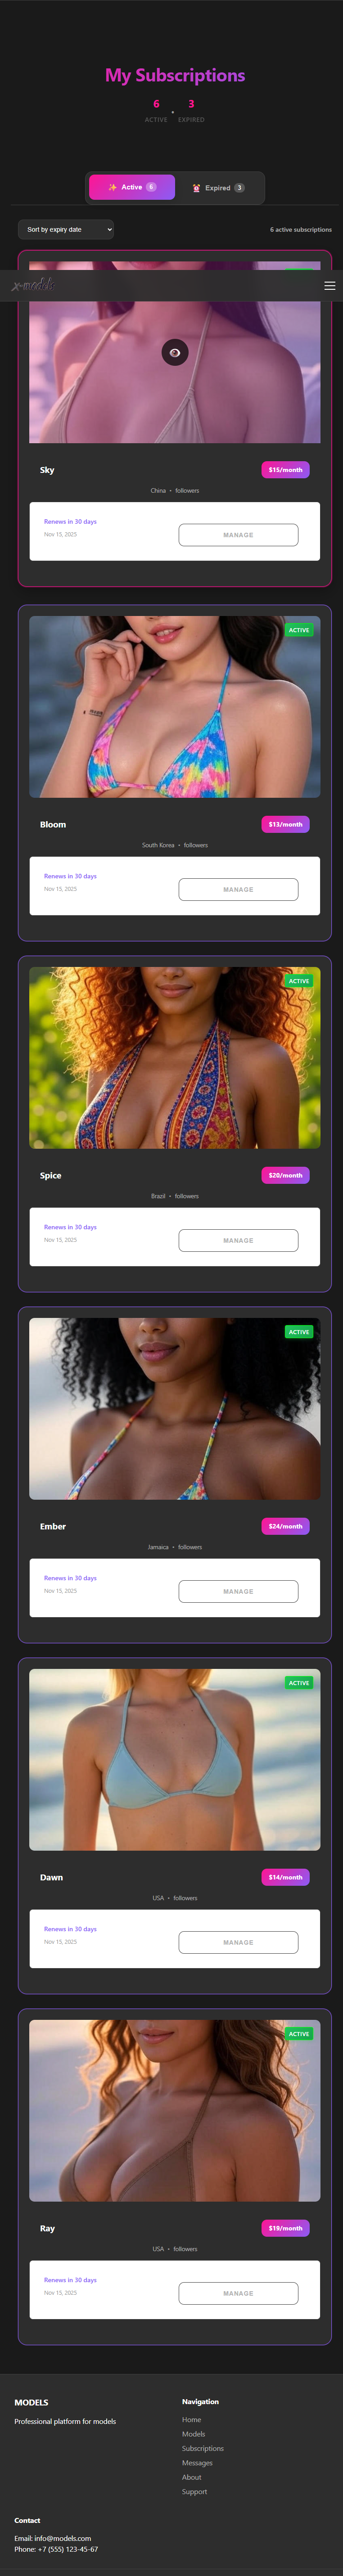 My Subscriptions
6
3
ACTIVE
EXPIRED
Active 6
Expired 3
Sort by expiry date
6 active subscriptions
x-models
Sky
$15/month
China • followers
Renews in 30 days
Nov 15, 2025
MANAGE
ACTIVE
Bloom
$13/month
South Korea • followers
Renews in 30 days
Nov 15, 2025
MANAGE
ACTIVE
Spice
$20/month
Brazil • followers
Renews in 30 days
Nov 15, 2025
MANAGE
ACTIVE
Ember
$24/month
Jamaica • followers
Renews in 30 days
Nov 15, 2025
MANAGE
ACTIVE
Dawn
$14/month
USA • followers
Renews in 30 days
Nov 15, 2025
MANAGE
ACTIVE
Ray
$19/month
USA • followers
Renews in 30 days
Nov 15, 2025
MANAGE
MODELS
Professional platform for models
Navigation
Home
Models
Subscriptions
Messages
About
Support
Contact
Email: info@models.com
Phone: +7 (555) 123-45-67